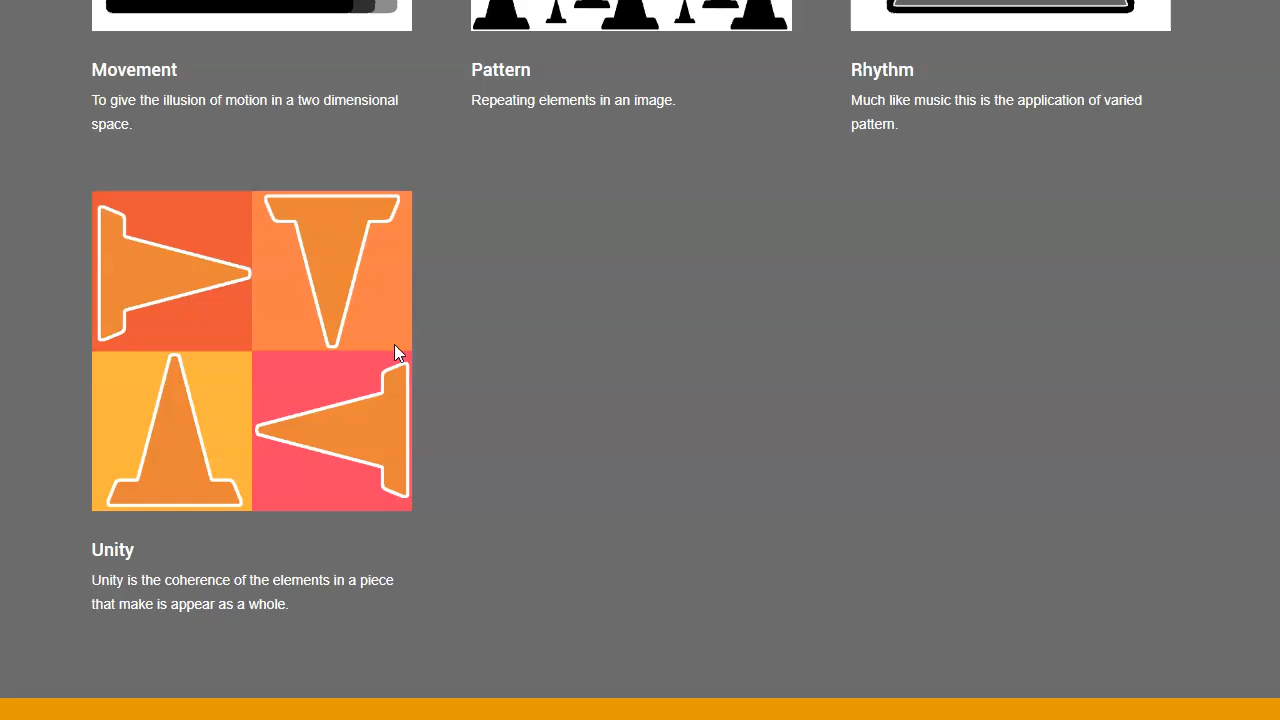 Movement
To give the illusion of motion in a two dimensional
space.
Pattern
Repeating elements in an image.
Rhythm
Much like music this is the application of varied
pattern.
Unity
Unity is the coherence of the elements in a piece
that make is appear as a whole.